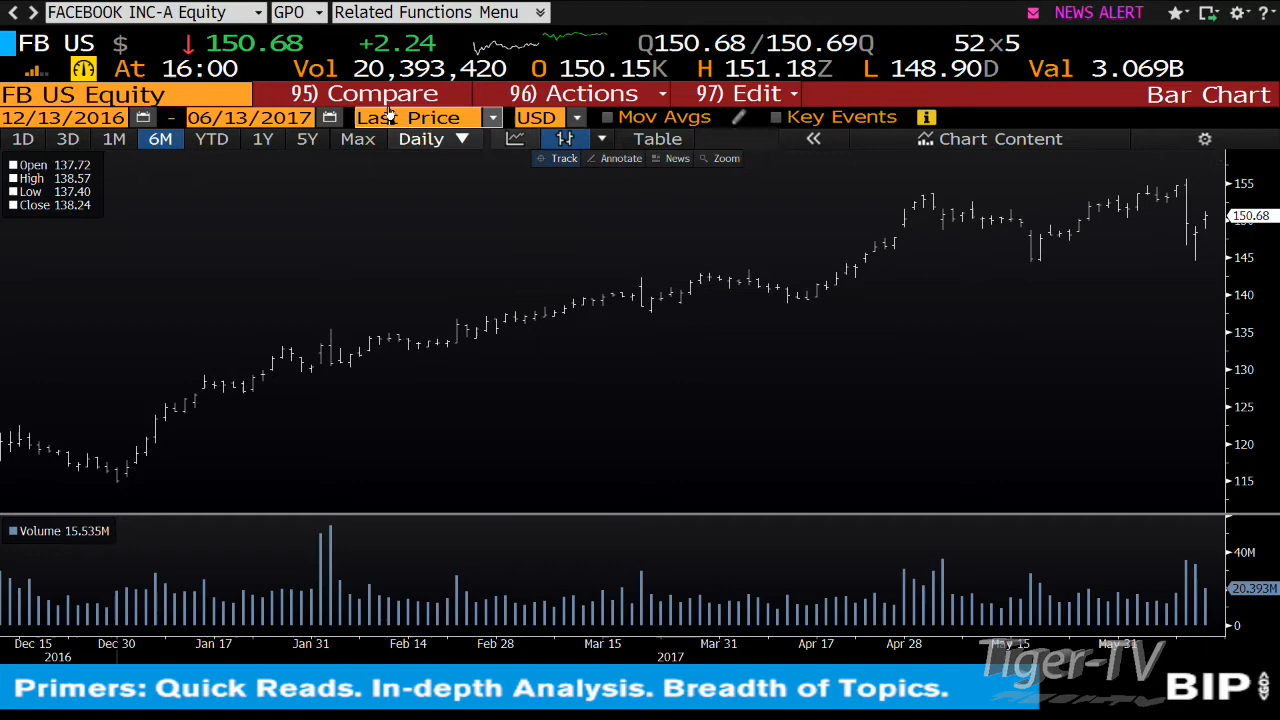 FACEBOOK INC-A Equity GPO Related Functions Menu NEWS ALERT ?
FB US $ 150.68 +2.24 Q150.68/150.69Q 52x5
At 16:00 Vol 20,393,420 O 150.15K H 151.18Z L 148.90D Val 3.069B
FB US Equity 95) Compare 96) Actions 97) Edit Bar Chart
12/13/2016 - 06/13/2017 Last Price USD Mov Avgs Key Events
1D 3D 1M 6M YTD 1Y 5Y Max Daily Table « Chart Content
Track Annotate News Zoom
Open 137.72
High 138.57
Low 137.40
Close 138.24
155
150.68
145
140
135
130
125
120
115
Volume 15.535M
40M
20.393M
0
Dec 15 Dec 30 Jan 17 Jan 31 Feb 14 Feb 28 Mar 15 Mar 31 Apr 17 Apr 28 May 15 May 31
2016 2017
Tiger-TV
Primers: Quick Reads. In-depth Analysis. Breadth of Topics.
BIP <GO>